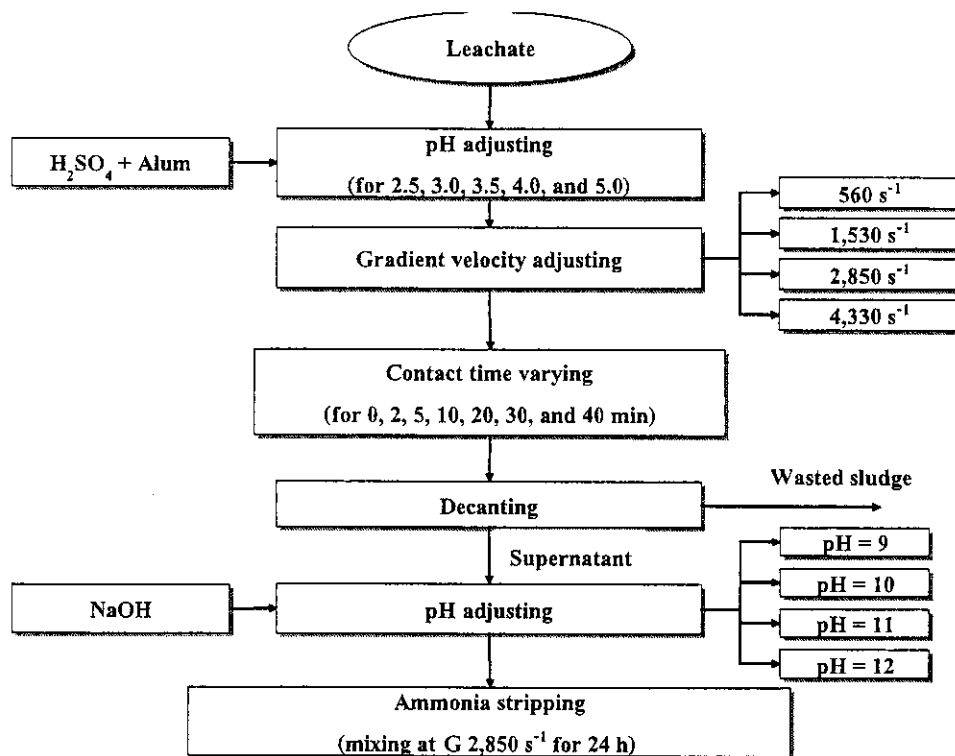 Leachate
H₂SO₄ + Alum
pH adjusting
(for 2.5, 3.0, 3.5, 4.0, and 5.0)
Gradient velocity adjusting
560 s⁻¹
1,530 s⁻¹
2,850 s⁻¹
4,330 s⁻¹
Contact time varying
(for 0, 2, 5, 10, 20, 30, and 40 min)
Decanting
Wasted sludge
Supernatant
NaOH
pH adjusting
pH = 9
pH = 10
pH = 11
pH = 12
Ammonia stripping
(mixing at G 2,850 s⁻¹ for 24 h)